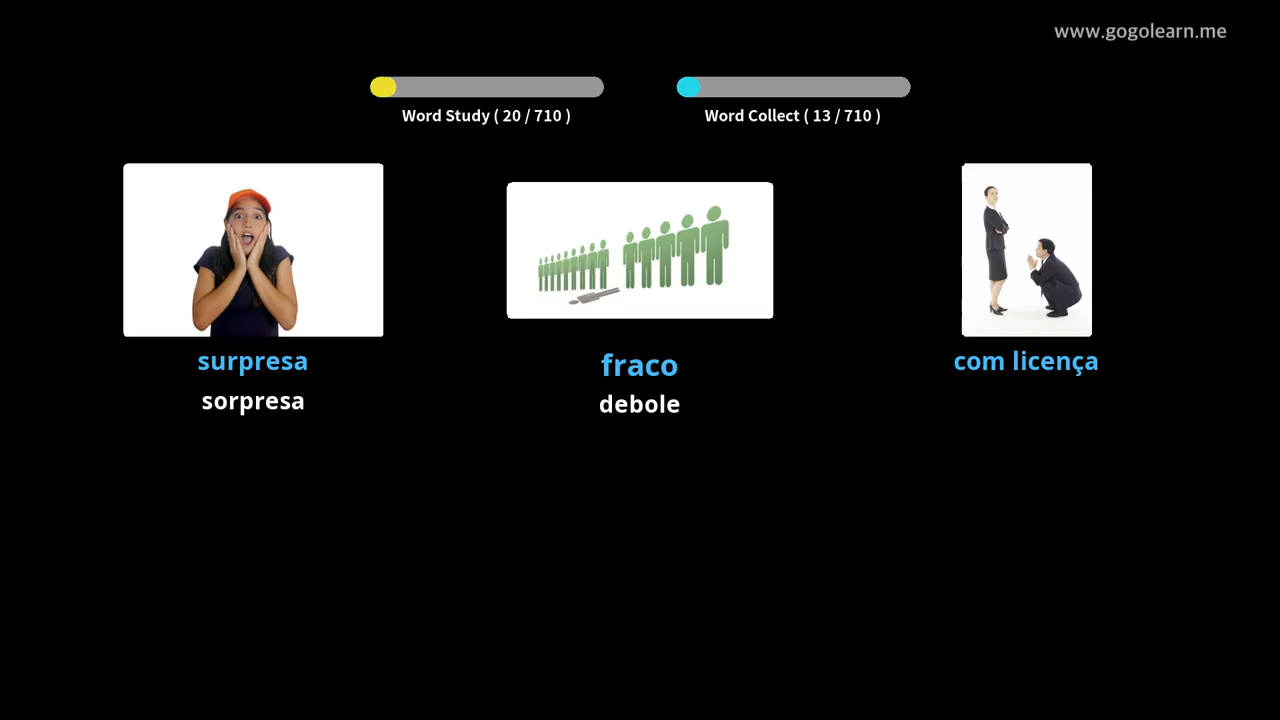 www.gogolearn.me
Word Study ( 20 / 710 )
Word Collect ( 13 / 710 )
surpresa
sorpresa
fraco
debole
com licença